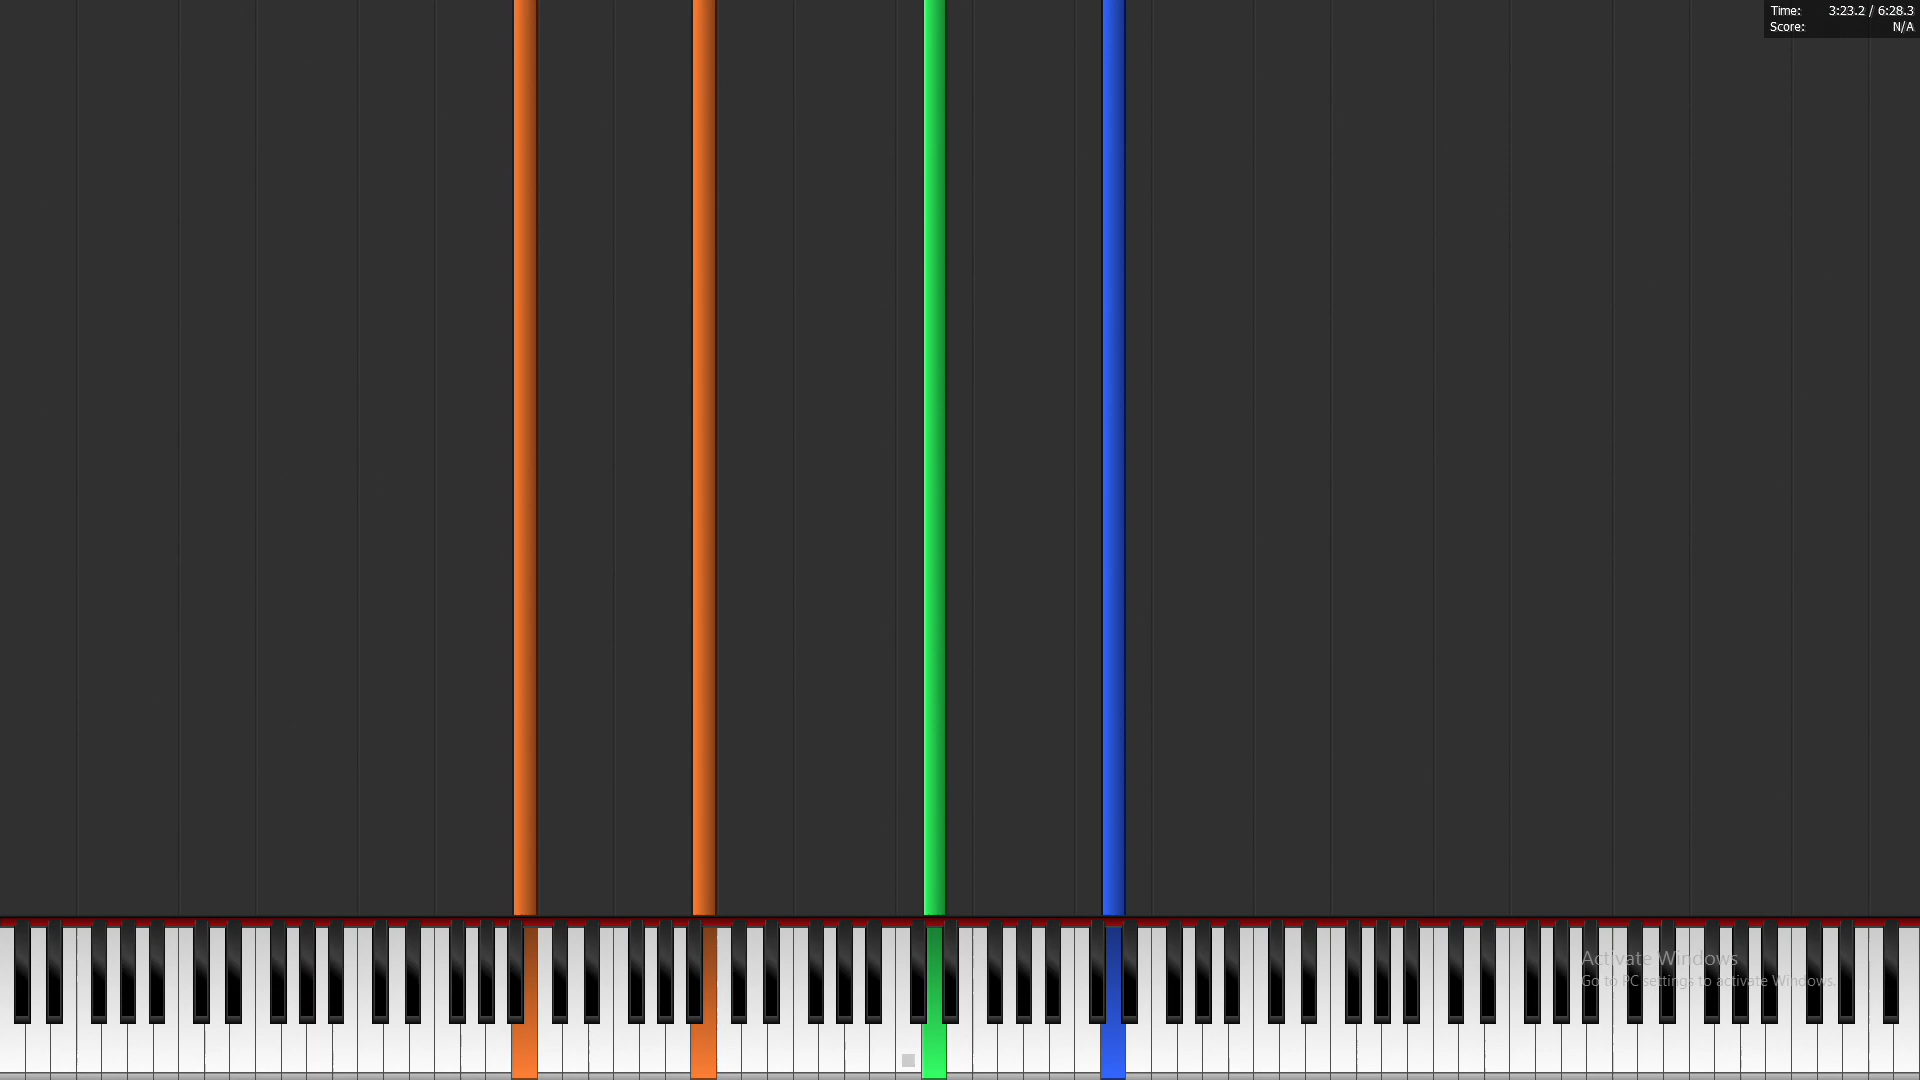 Time: 3:23.2 / 6:28.3
Score: N/A
Activate Windows
Go to PC settings to activate Windows.